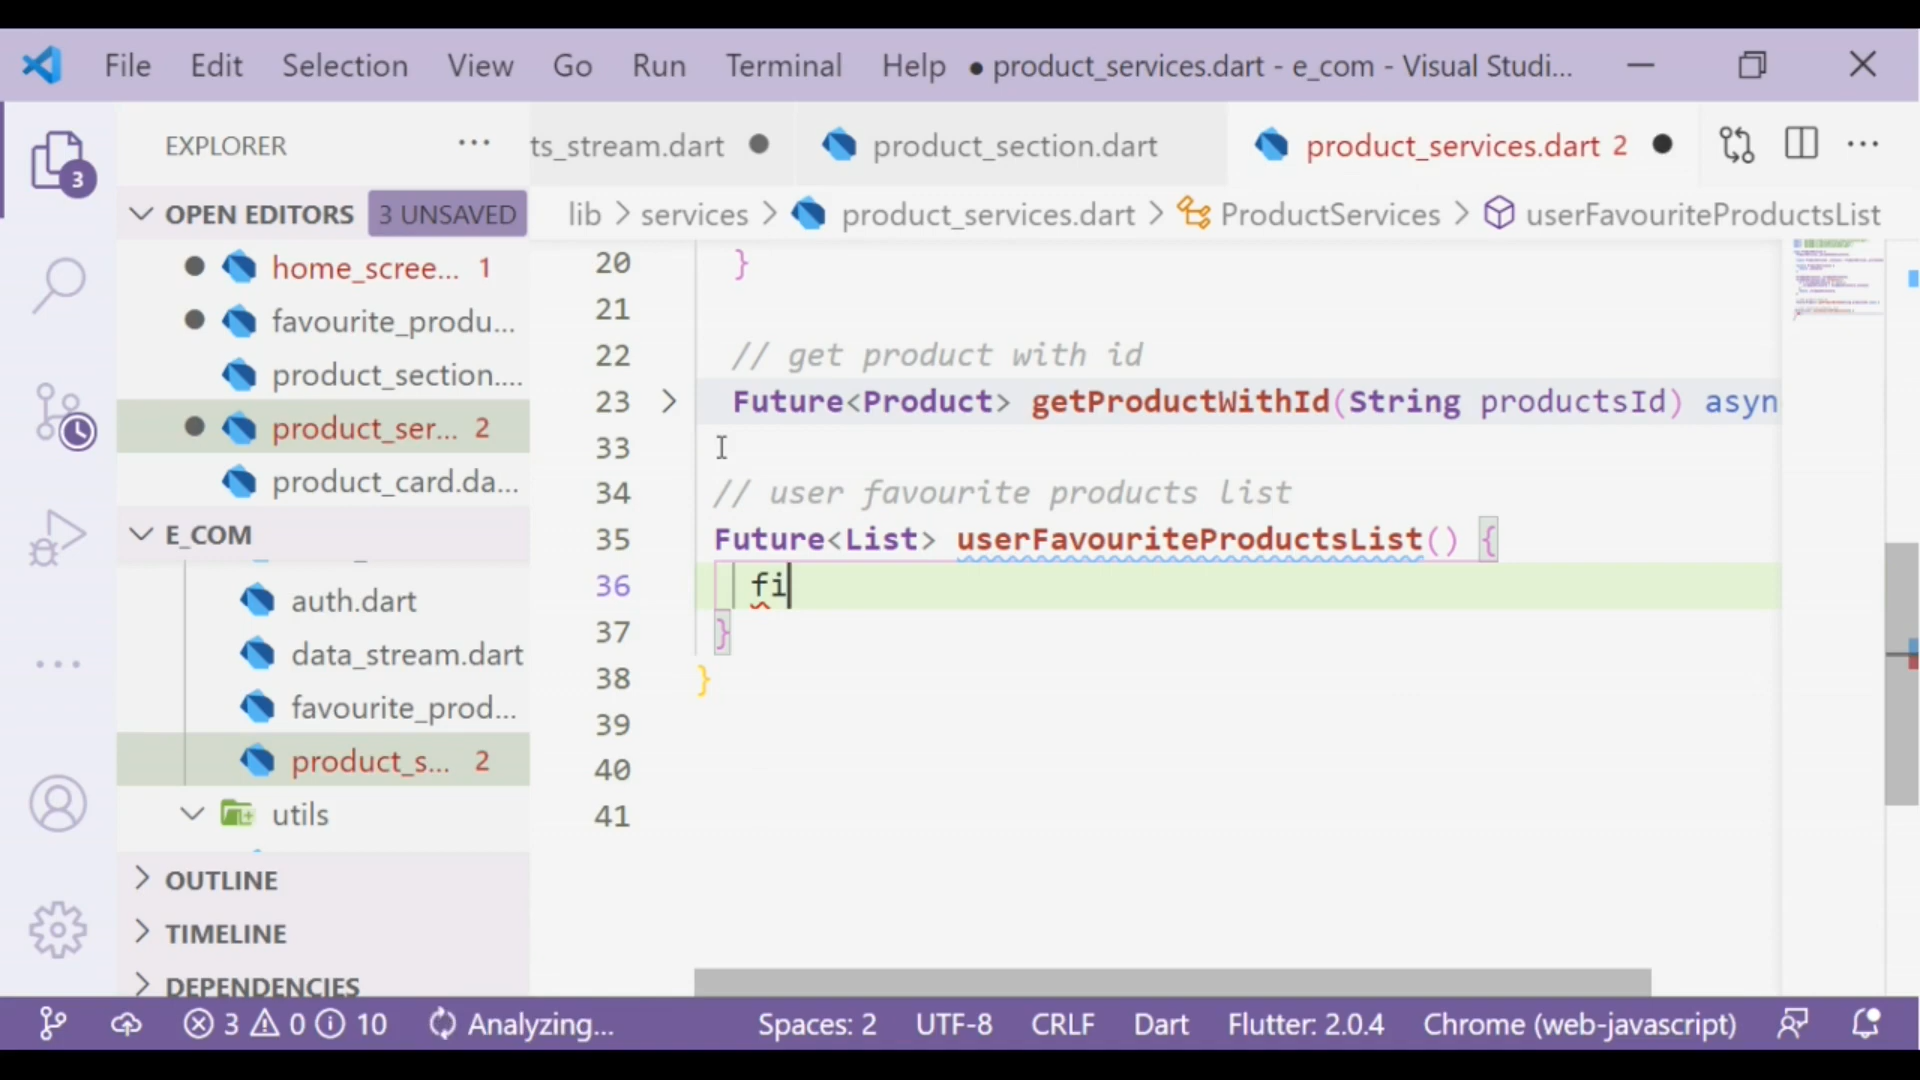 File Edit Selection View Go Run Terminal Help ● product_services.dart - e_com - Visual Studi...
EXPLORER
ts_stream.dart product_section.dart product_services.dart 2
3
OPEN EDITORS 3 UNSAVED
lib > services > product_services.dart > ProductServices > userFavouriteProductsList
home_scree... 1
favourite_produ...
product_section....
product_ser... 2
product_card.da...
E_COM
auth.dart
data_stream.dart
favourite_prod...
product_s... 2
utils
OUTLINE
TIMELINE
DEPENDENCIES
20 }
21
22 // get product with id
23 Future<Product> getProductWithId(String productsId) asyn
33
34 // user favourite products list
35 Future<List> userFavouriteProductsList() {
36 fi
37 }
38 }
39
40
41
3 0 10 Analyzing... Spaces: 2 UTF-8 CRLF Dart Flutter: 2.0.4 Chrome (web-javascript)